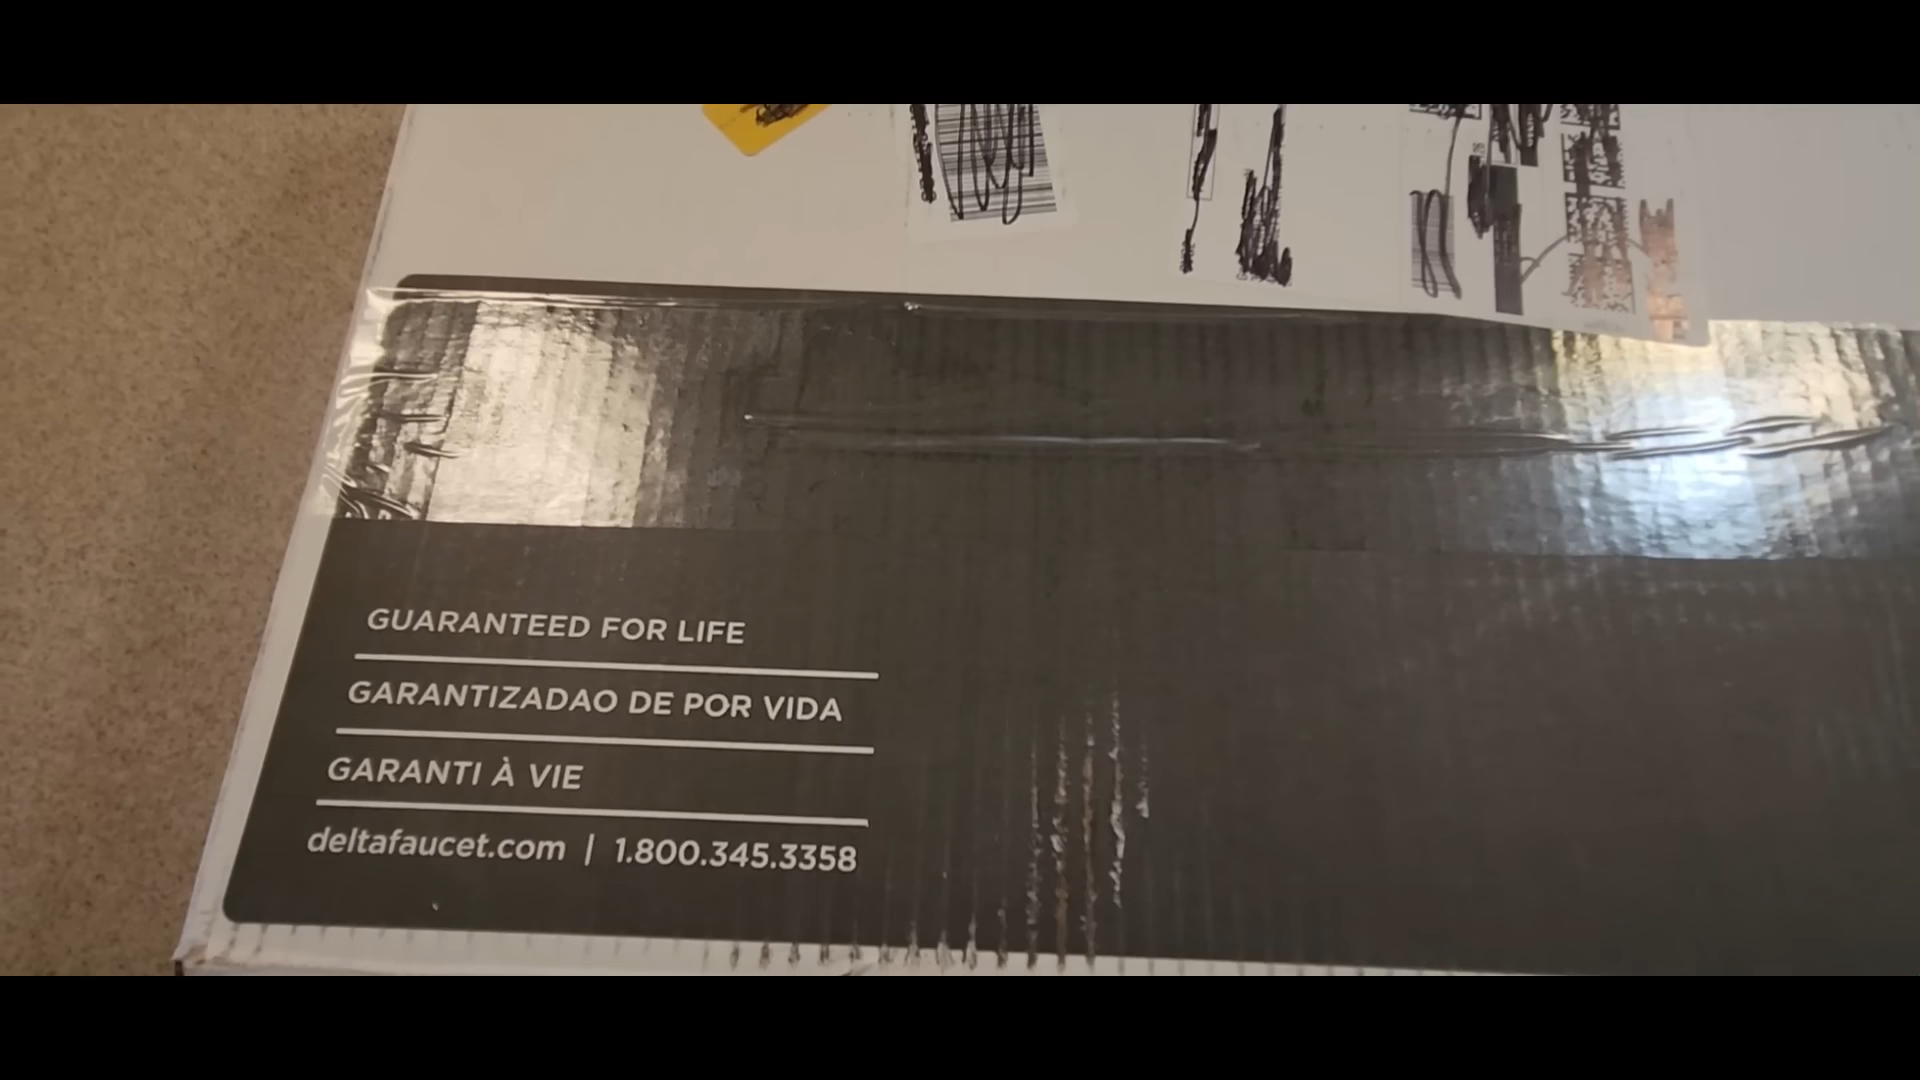 GUARANTEED FOR LIFE
GARANTIZADAO DE POR VIDA
GARANTI À VIE
deltafaucet.com | 1.800.345.3358